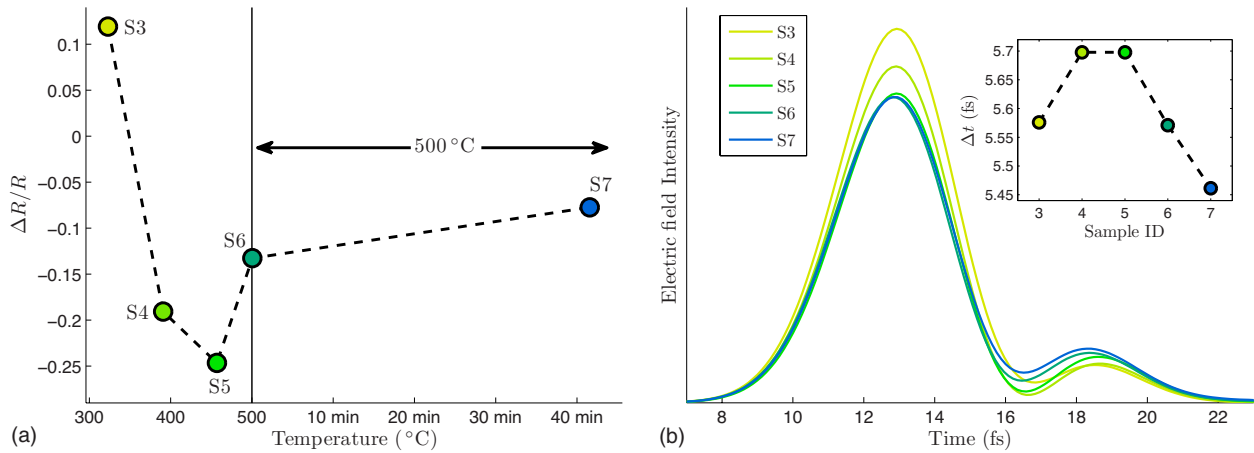 0.1
0.05
0
−0.05
−0.1
−0.15
−0.2
−0.25
ΔR/R
S3
S4
S5
S6
S7
500 °C
300
400
500
10 min
20 min
30 min
40 min
Temperature (°C)
(a)
Electric field Intensity
S3
S4
S5
S6
S7
8
10
12
14
16
18
20
22
Time (fs)
(b)
5.7
5.65
5.6
5.55
5.5
5.45
Δt (fs)
3
4
5
6
7
Sample ID